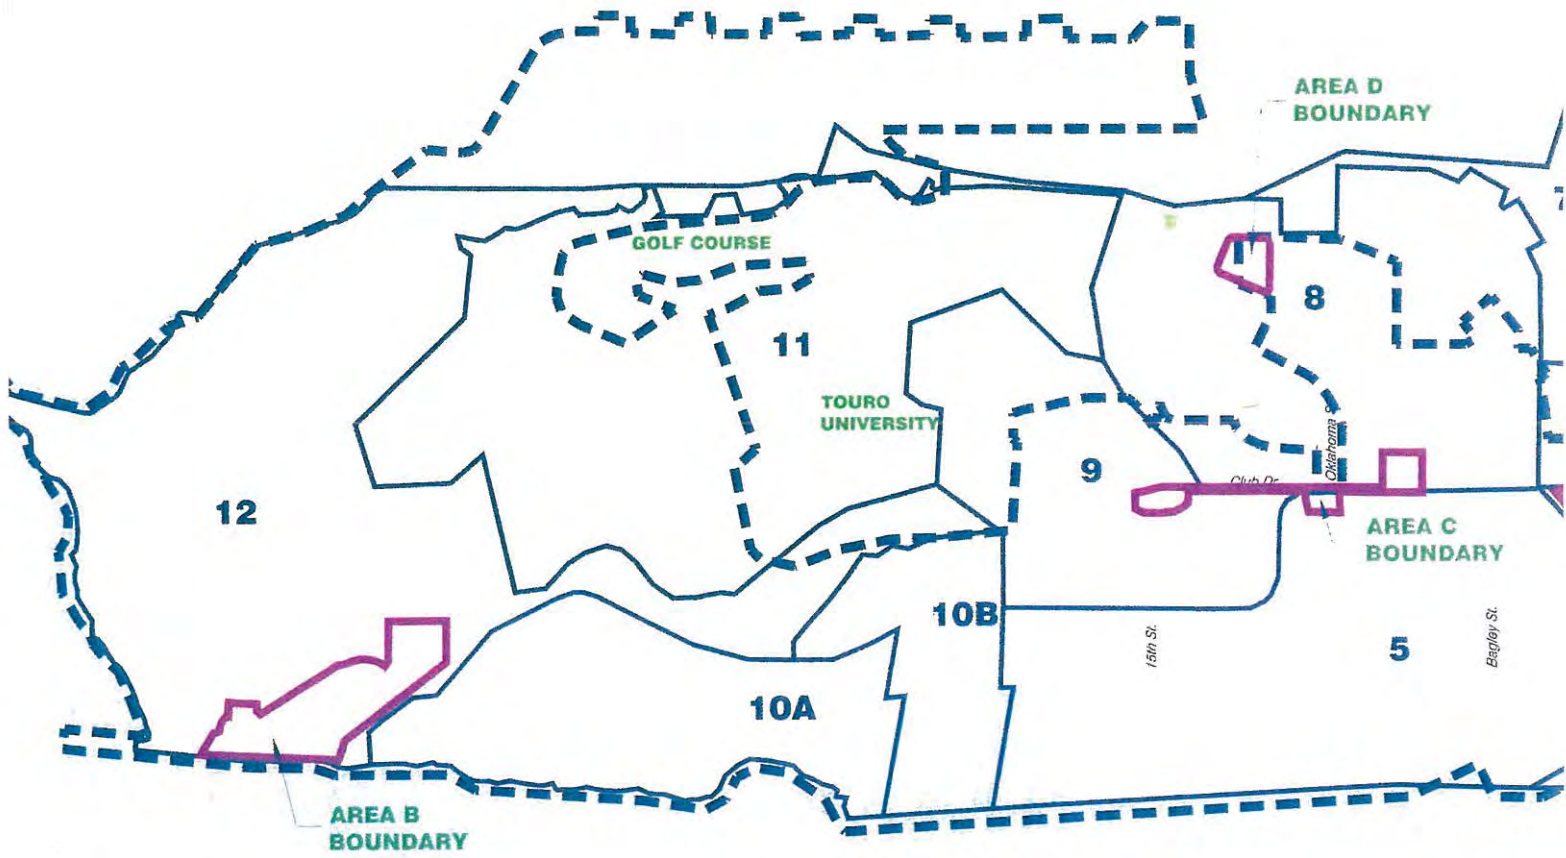 AREA D
BOUNDARY
GOLF COURSE
8
11
TOURO
UNIVERSITY
Oklahoma
9
Club Dr
12
AREA C
BOUNDARY
10B
15th St.
5
Bagley St.
10A
AREA B
BOUNDARY